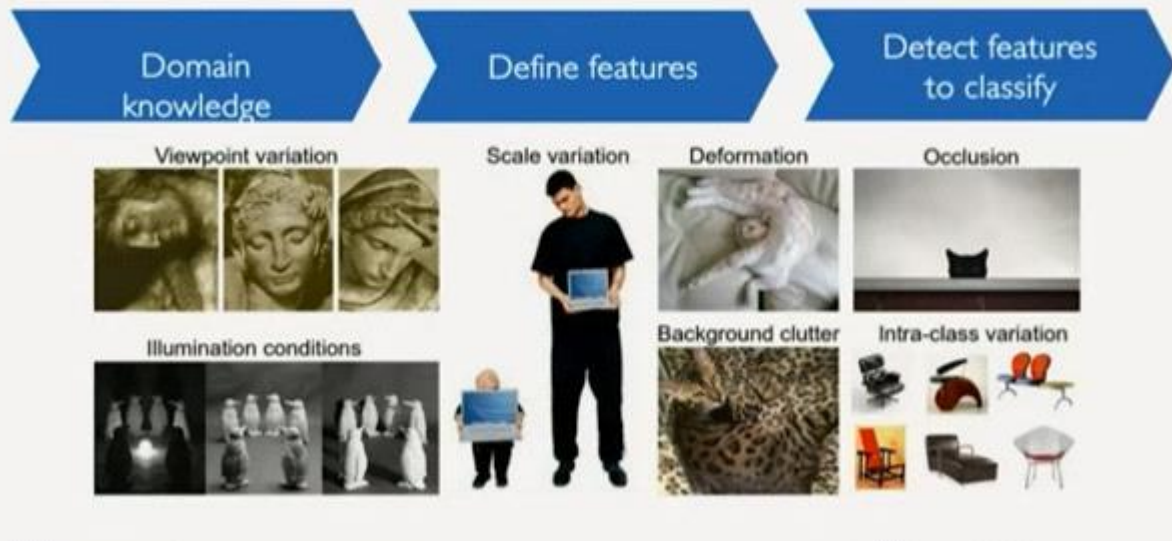 Domain
knowledge
Define features
Detect features
to classify
Viewpoint variation
Scale variation
Deformation
Occlusion
Illumination conditions
Background clutter
Intra-class variation